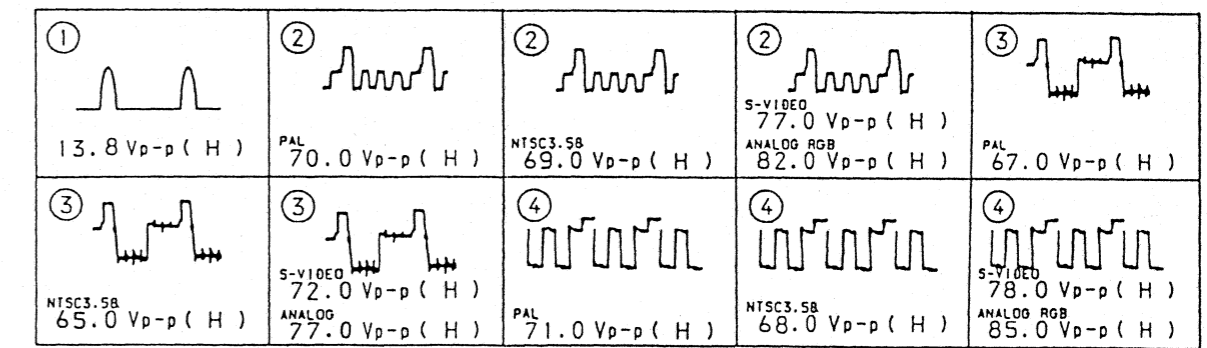 ①
13.8 Vp-p ( H )
②
PAL
70.0 Vp-p ( H )
②
NTSC3.58
69.0 Vp-p ( H )
②
S-VIDEO
77.0 Vp-p ( H )
ANALOG RGB
82.0 Vp-p ( H )
③
PAL
67.0 Vp-p ( H )
③
NTSC3.58
65.0 Vp-p ( H )
③
S-VIDEO
72.0 Vp-p ( H )
ANALOG
77.0 Vp-p ( H )
④
PAL
71.0 Vp-p ( H )
④
NTSC3.58
68.0 Vp-p ( H )
④
S-VIDEO
78.0 Vp-p ( H )
ANALOG RGB
85.0 Vp-p ( H )